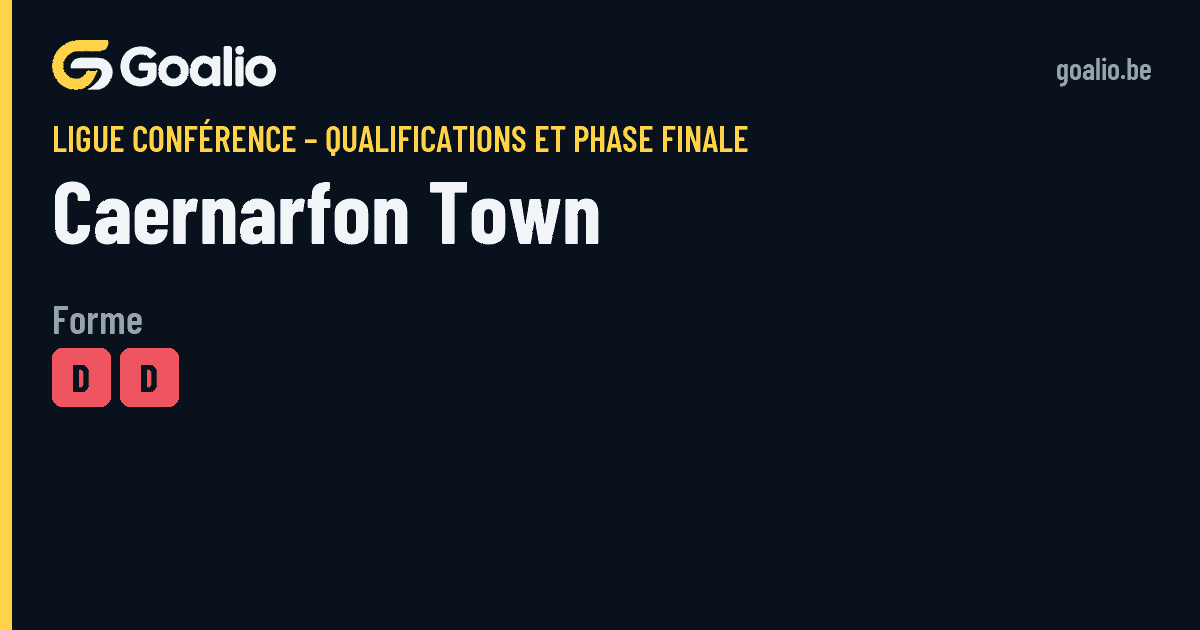 Goalio
goalio.be
LIGUE CONFÉRENCE – QUALIFICATIONS ET PHASE FINALE
Caernarfon Town
Forme
D D